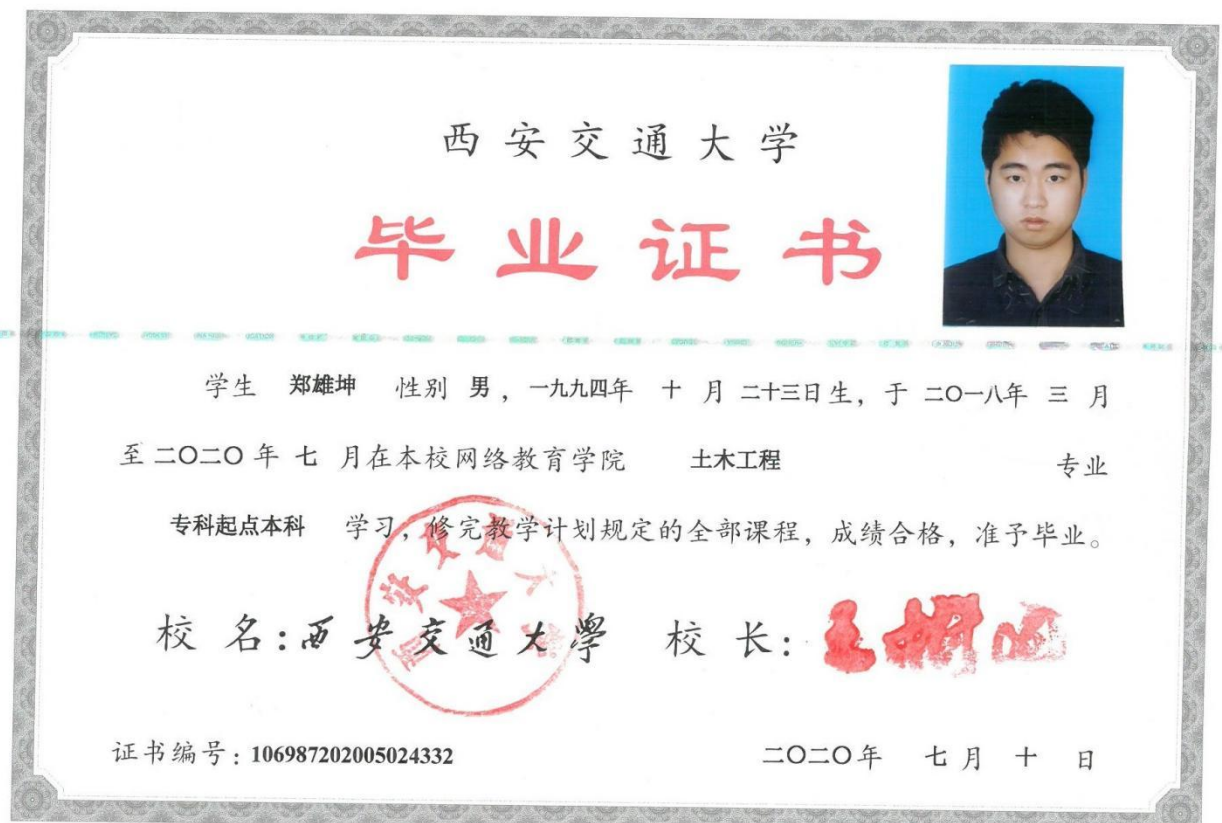 西安交通大学
毕业证书
学生 郑雄坤 性别 男，一九九四年 十 月 二十三日生，于 二〇一八年 三 月
至 二〇二〇 年 七 月在本校网络教育学院 土木工程 专业
专科起点本科 学习，修完教学计划规定的全部课程，成绩合格，准予毕业。
校 名：西安交通大學 校 长：
证书编号：106987202005024332 二〇二〇年 七 月 十 日